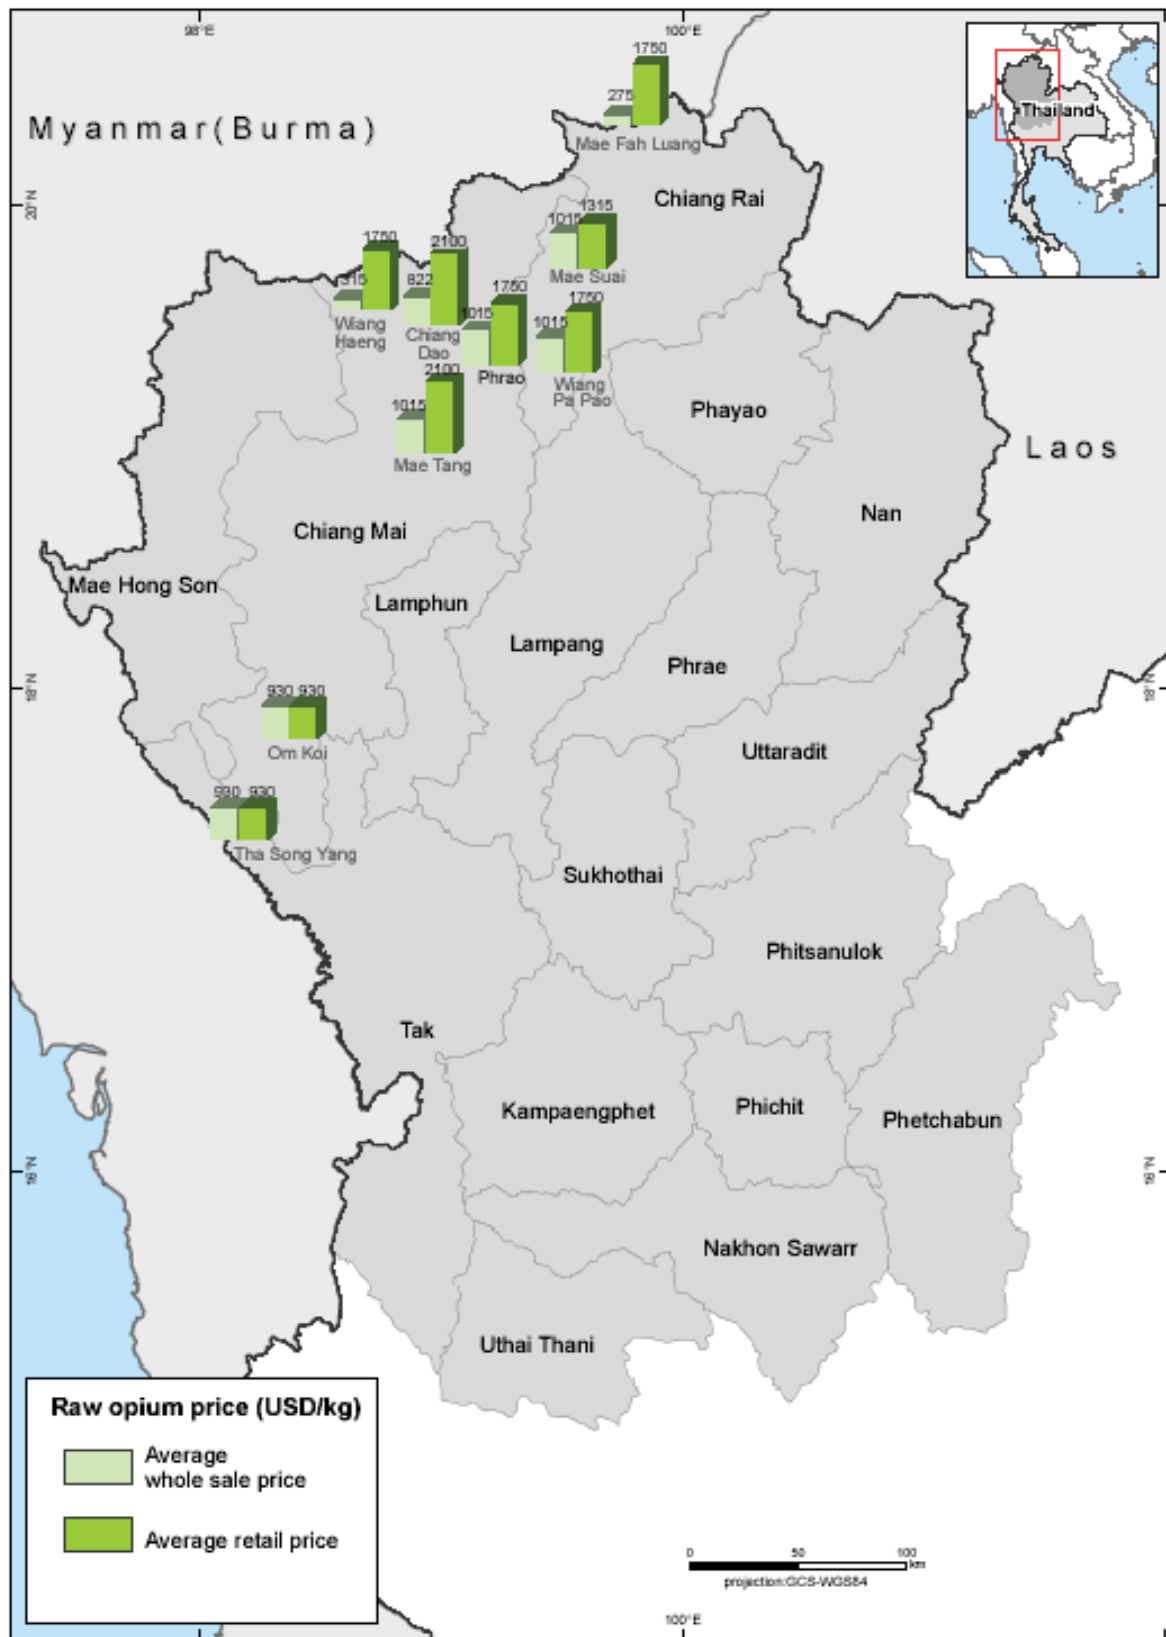 98°E
100°E
Myanmar(Burma)
Thailand
20°N
1750
275
Mae Fah Luang
Chiang Rai
1015
1315
Mae Suai
1750
315
Wiang
Haeng
2100
822
Chiang
Dao
1750
1015
Phrao
1750
1015
Wiang
Pa Pao
2100
1015
Mae Tang
Phayao
Laos
Nan
Chiang Mai
Mae Hong Son
Lamphun
Lampang
Phrae
18°N
18°N
930
930
Om Koi
Uttaradit
930
930
Tha Song Yang
Sukhothai
Phitsanulok
Tak
Kampaengphet
Phichit
Phetchabun
16°N
16°N
Nakhon Sawarr
Uthai Thani
Raw opium price (USD/kg)
Average
whole sale price
Average retail price
0
50
100
km
projection:GCS-WGS84
100°E